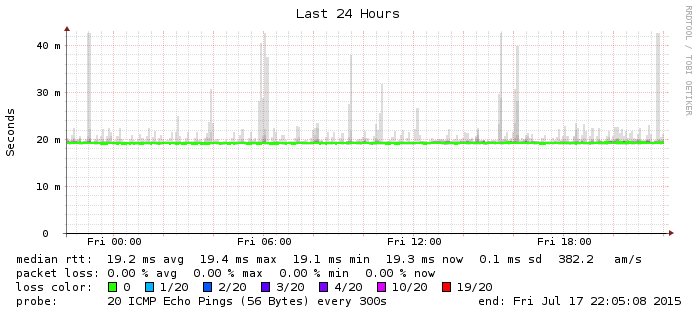 Last 24 Hours
RRDTOOL / TOBI OETIKER
Seconds
40 m
30 m
20 m
10 m
0
Fri 00:00 Fri 06:00 Fri 12:00 Fri 18:00
median rtt: 19.2 ms avg 19.4 ms max 19.1 ms min 19.3 ms now 0.1 ms sd 382.2 am/s
packet loss: 0.00 % avg 0.00 % max 0.00 % min 0.00 % now
loss color: 0 1/20 2/20 3/20 4/20 10/20 19/20
probe: 20 ICMP Echo Pings (56 Bytes) every 300s end: Fri Jul 17 22:05:08 2015